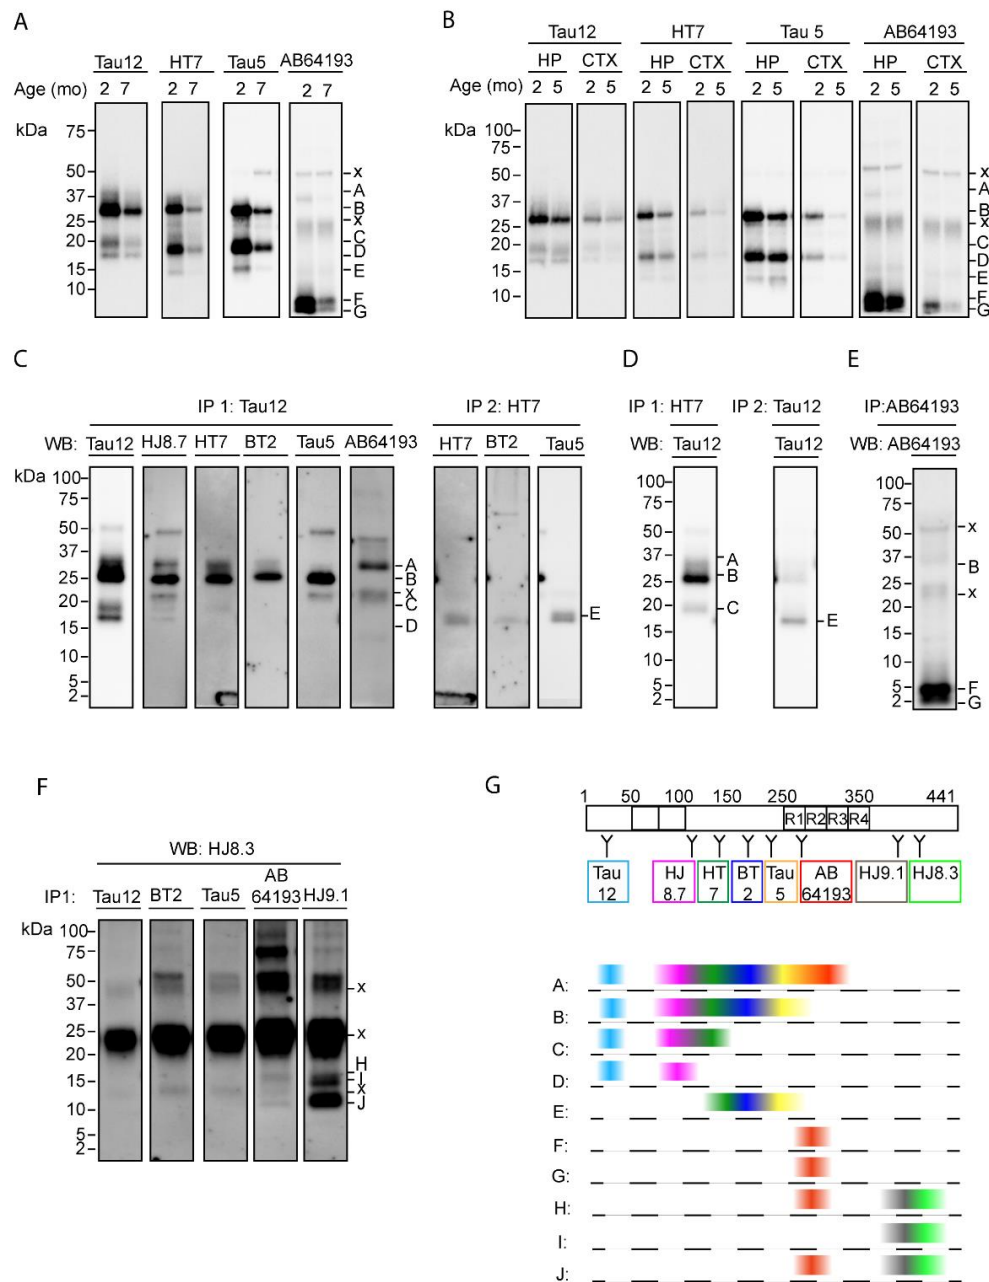 A
Tau12 HT7 Tau5 AB64193
Age (mo) 2 7 2 7 2 7 2 7
kDa
75
50
37
25
20
15
10
x
A
B
x
C
D
E
F
G
B
Tau12 HT7 Tau 5 AB64193
HP CTX HP CTX HP CTX HP CTX
Age (mo) 2 5 2 5 2 5 2 5 2 5 2 5 2 5 2 5
kDa
100
75
50
37
25
20
15
10
x
A
B
x
C
D
E
F
G
C
IP 1: Tau12 IP 2: HT7
WB: Tau12 HJ8.7 HT7 BT2 Tau5 AB64193 HT7 BT2 Tau5
kDa
100
75
50
37
25
20
15
10
5
2
A
B
x
C
D
E
D
IP 1: HT7 IP 2: Tau12
WB: Tau12 Tau12
100
75
50
37
25
20
15
10
5
2
A
B
C
E
E
IP:AB64193
WB: AB64193
100
75
50
37
25
20
15
10
5
2
x
B
x
F
G
F
WB: HJ8.3
IP1: Tau12 BT2 Tau5 AB 64193 HJ9.1
kDa
100
75
50
37
25
20
15
10
5
2
x
x
H
I
x
J
G
1 50 100 150 250 350 441
R1 R2 R3 R4
Tau 12
HJ 8.7
HT 7
BT 2
Tau 5
AB 64193
HJ9.1
HJ8.3
A:
B:
C:
D:
E:
F:
G:
H:
I:
J: